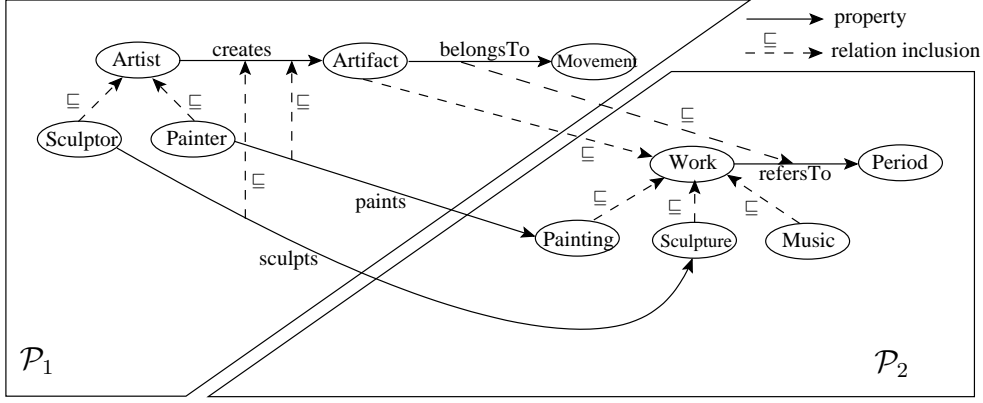 property
⊑
relation inclusion
creates
belongsTo
Artist
Artifact
Movement
⊑
⊑
⊑
⊑
Sculptor
Painter
⊑
Work
Period
refersTo
⊑
paints
⊑
⊑
⊑
Painting
Sculpture
Music
sculpts
P1
P2